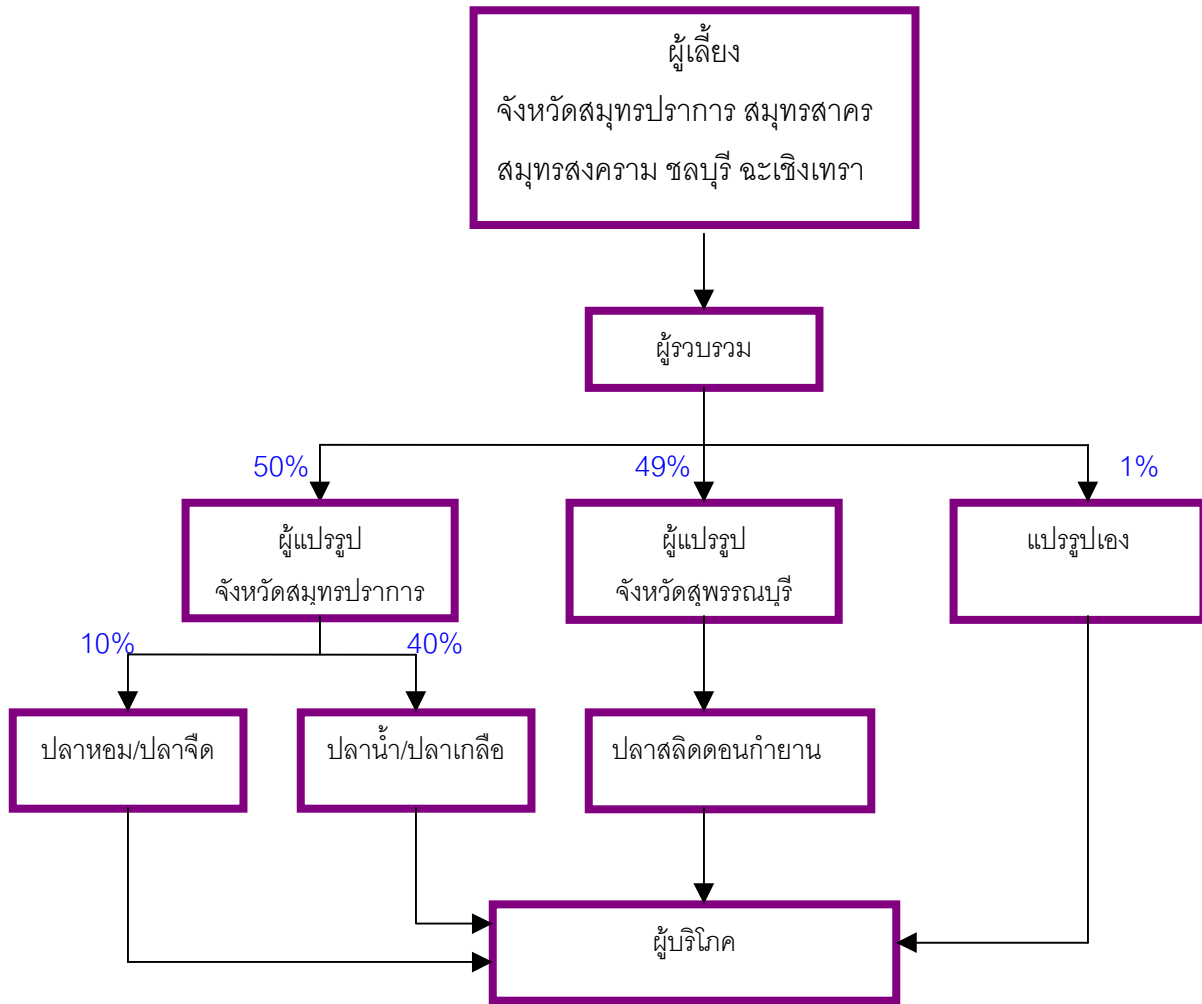 ผู้เลี้ยง
จังหวัดสมุทรปราการ สมุทรสาคร
สมุทรสงคราม ชลบุรี ฉะเชิงเทรา
ผู้รวบรวม
50%
49%
1%
ผู้แปรรูป
จังหวัดสมุทรปราการ
ผู้แปรรูป
จังหวัดสุพรรณบุรี
แปรรูปเอง
10%
40%
ปลาหอม/ปลาจืด
ปลาน้ำ/ปลาเกลือ
ปลาสลิดดอนกำยาน
ผู้บริโภค